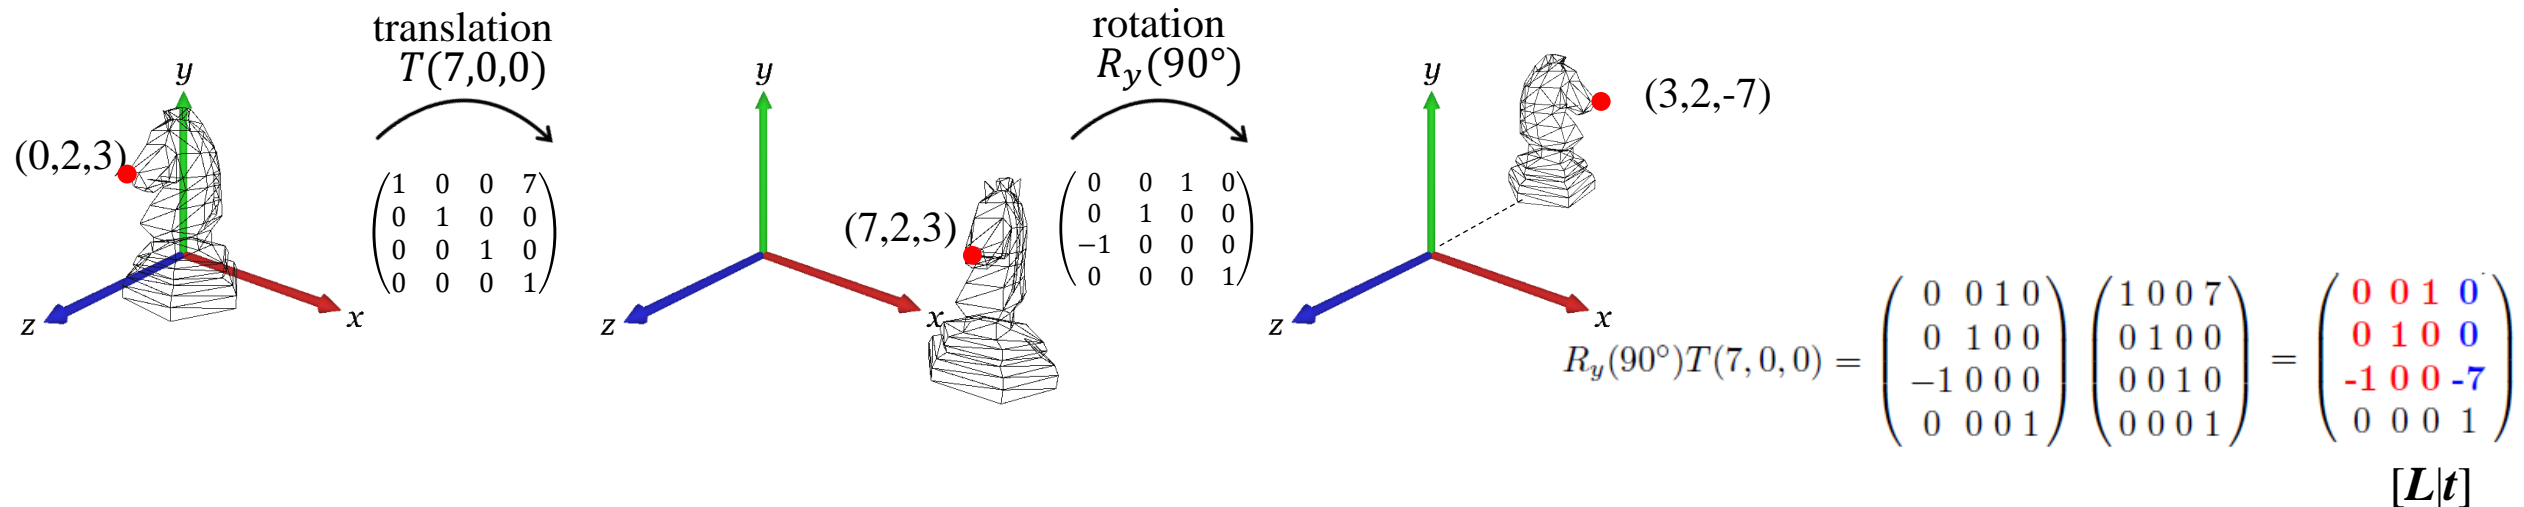 translation
T(7,0,0)
rotation
R_y(90°)
y
(0,2,3)
z
x
1 0 0 7
0 1 0 0
0 0 1 0
0 0 0 1
y
(7,2,3)
z
x
0 0 1 0
0 1 0 0
−1 0 0 0
0 0 0 1
y
(3,2,-7)
z
x
R_y(90°)T(7, 0, 0) =
0 0 1 0
0 1 0 0
−1 0 0 0
0 0 0 1
1 0 0 7
0 1 0 0
0 0 1 0
0 0 0 1
=
0 0 1 0
0 1 0 0
-1 0 0 -7
0 0 0 1
[L|t]